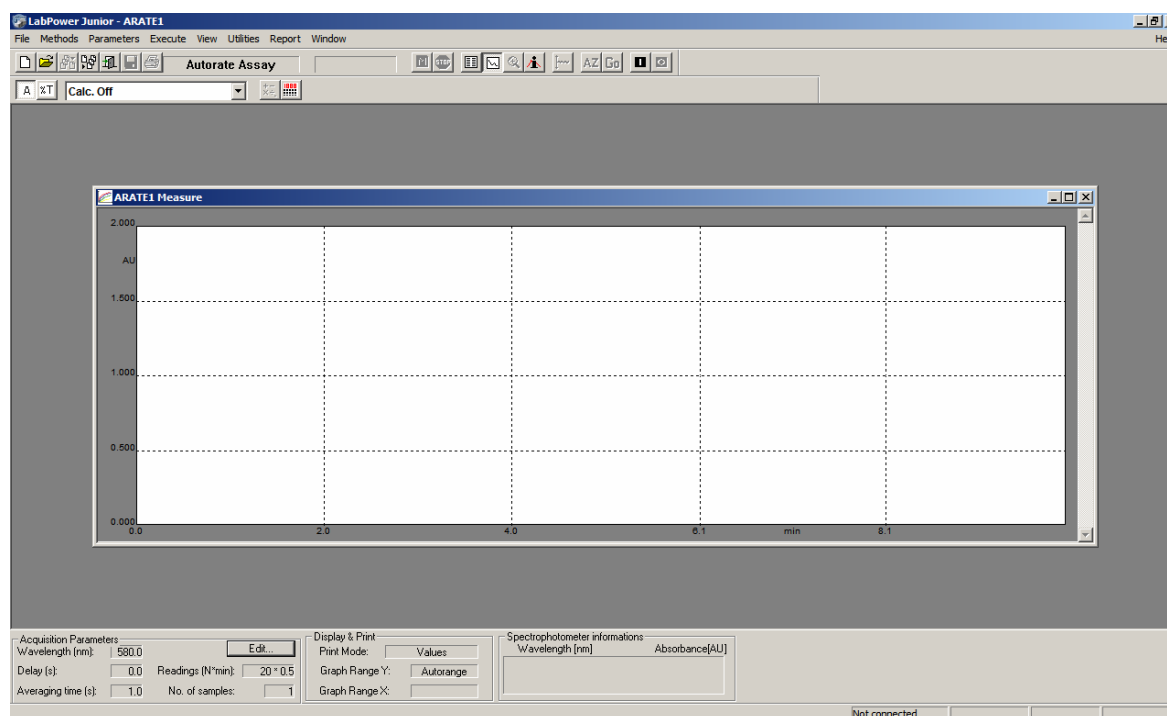 LabPower Junior - ARATE1
File Methods Parameters Execute View Utilities Report Window He
Autorate Assay STOP AZ Go
A %T Calc. Off
ARATE1 Measure
2.000
AU
1.500
1.000
0.500
0.000
0.0 2.0 4.0 6.1 min 8.1
Acquisition Parameters Display & Print Spectrophotometer informations
Wavelength (nm): 580.0 Edit... Print Mode: Values Wavelength [nm] Absorbance[AU]
Delay (s): 0.0 Readings (N*min): 20 * 0.5 Graph Range Y: Autorange
Averaging time (s): 1.0 No. of samples: 1 Graph Range X:
Not connected